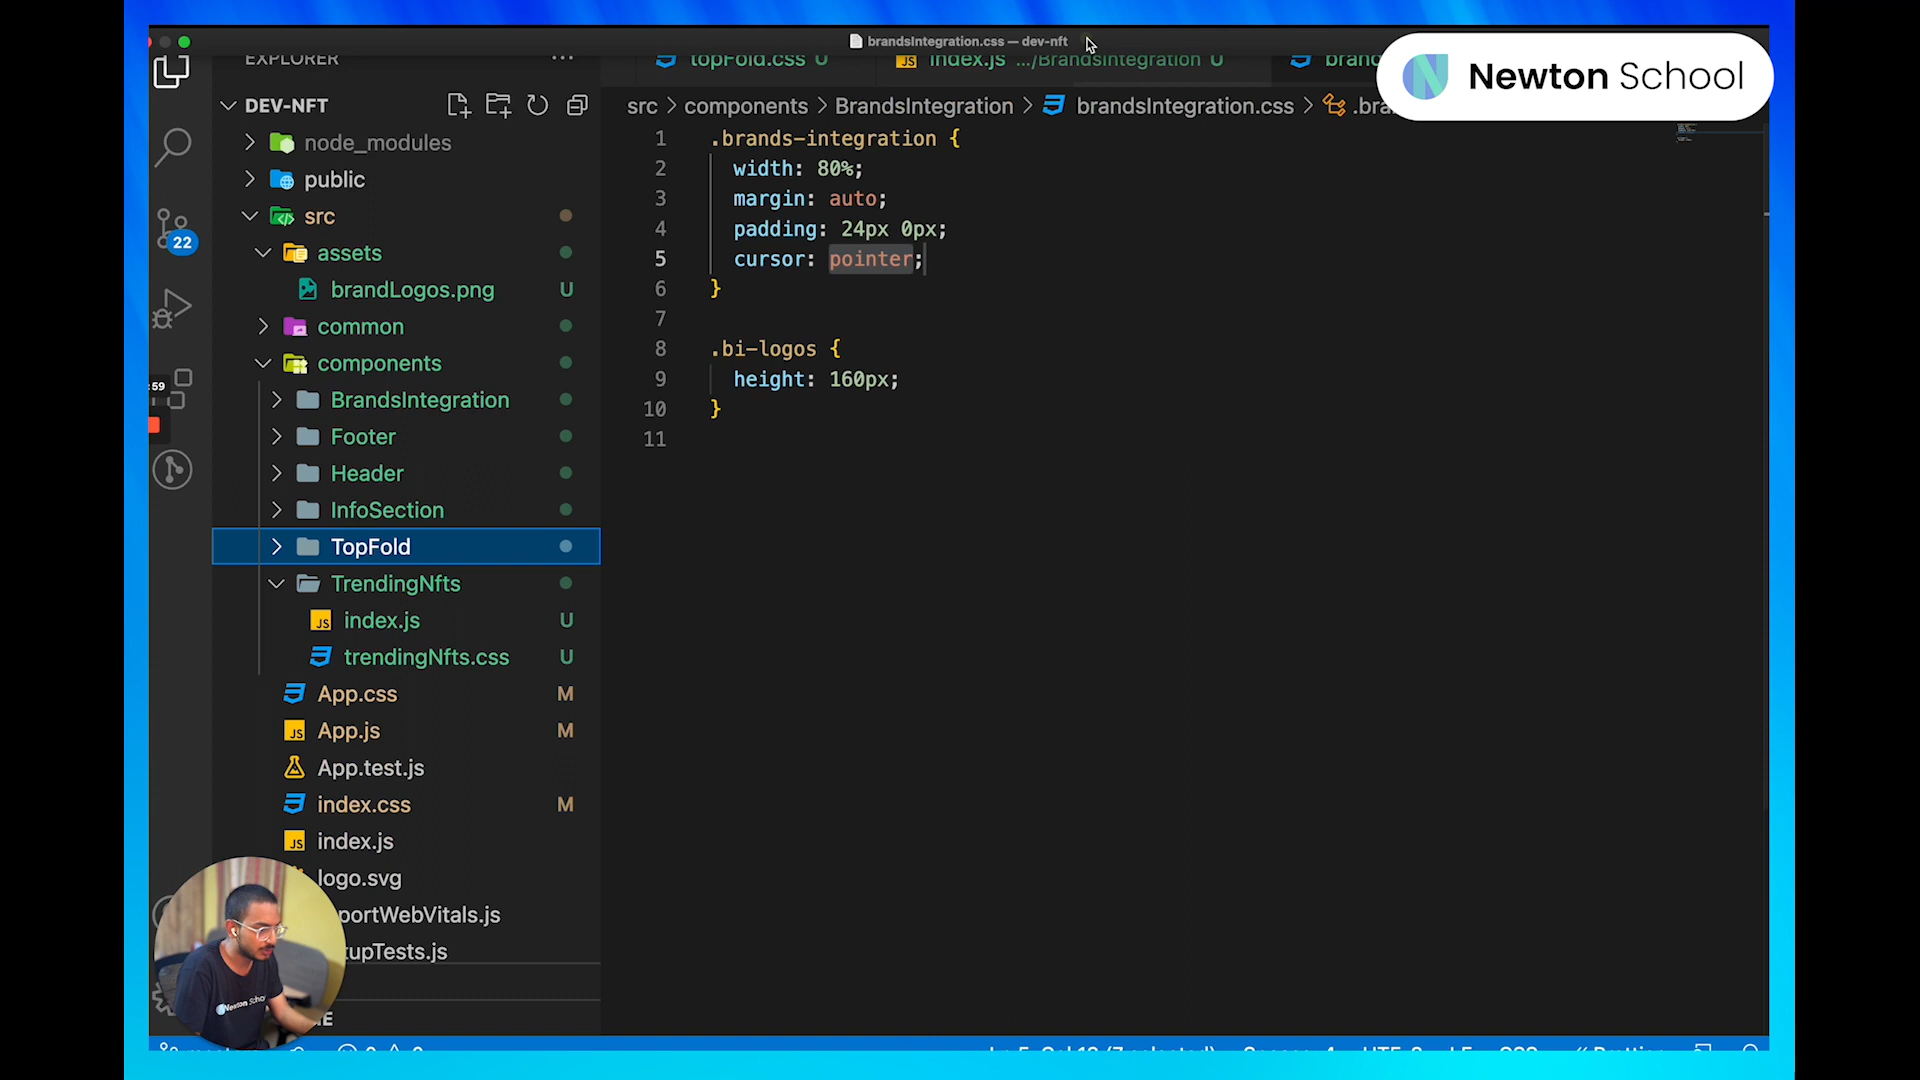 brandsIntegration.css — dev-nft
Newton School
EXPLORER
topFold.css U
index.js .../BrandsIntegration U
DEV-NFT
src > components > BrandsIntegration > brandsIntegration.css >
node_modules
public
src
assets
brandLogos.png U
common
components
BrandsIntegration
Footer
Header
InfoSection
TopFold
TrendingNfts
index.js U
trendingNfts.css U
App.css M
App.js M
App.test.js
index.css M
index.js
logo.svg
portWebVitals.js
tupTests.js
22
:59
1 .brands-integration {
2 width: 80%;
3 margin: auto;
4 padding: 24px 0px;
5 cursor: pointer;
6 }
7
8 .bi-logos {
9 height: 160px;
10 }
11